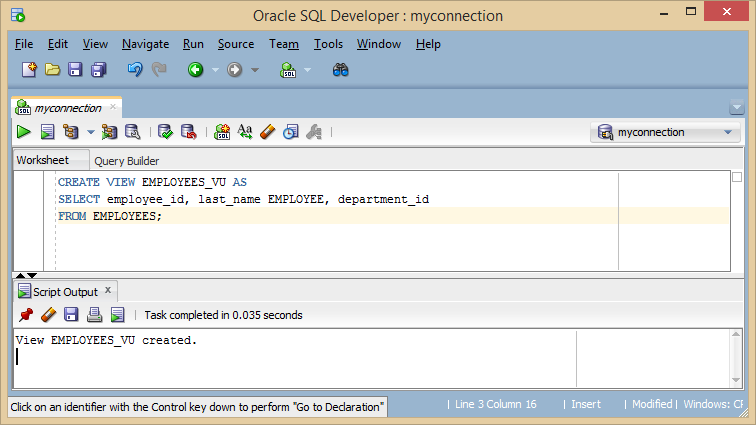 Oracle SQL Developer : myconnection
File Edit View Navigate Run Source Team Tools Window Help
SQL
SQL myconnection
Aa myconnection
Worksheet Query Builder
CREATE VIEW EMPLOYEES_VU AS
SELECT employee_id, last_name EMPLOYEE, department_id
FROM EMPLOYEES;
Script Output x
Task completed in 0.035 seconds
View EMPLOYEES_VU created.
Click on an identifier with the Control key down to perform "Go to Declaration" | Line 3 Column 16 | Insert | Modified | Windows: